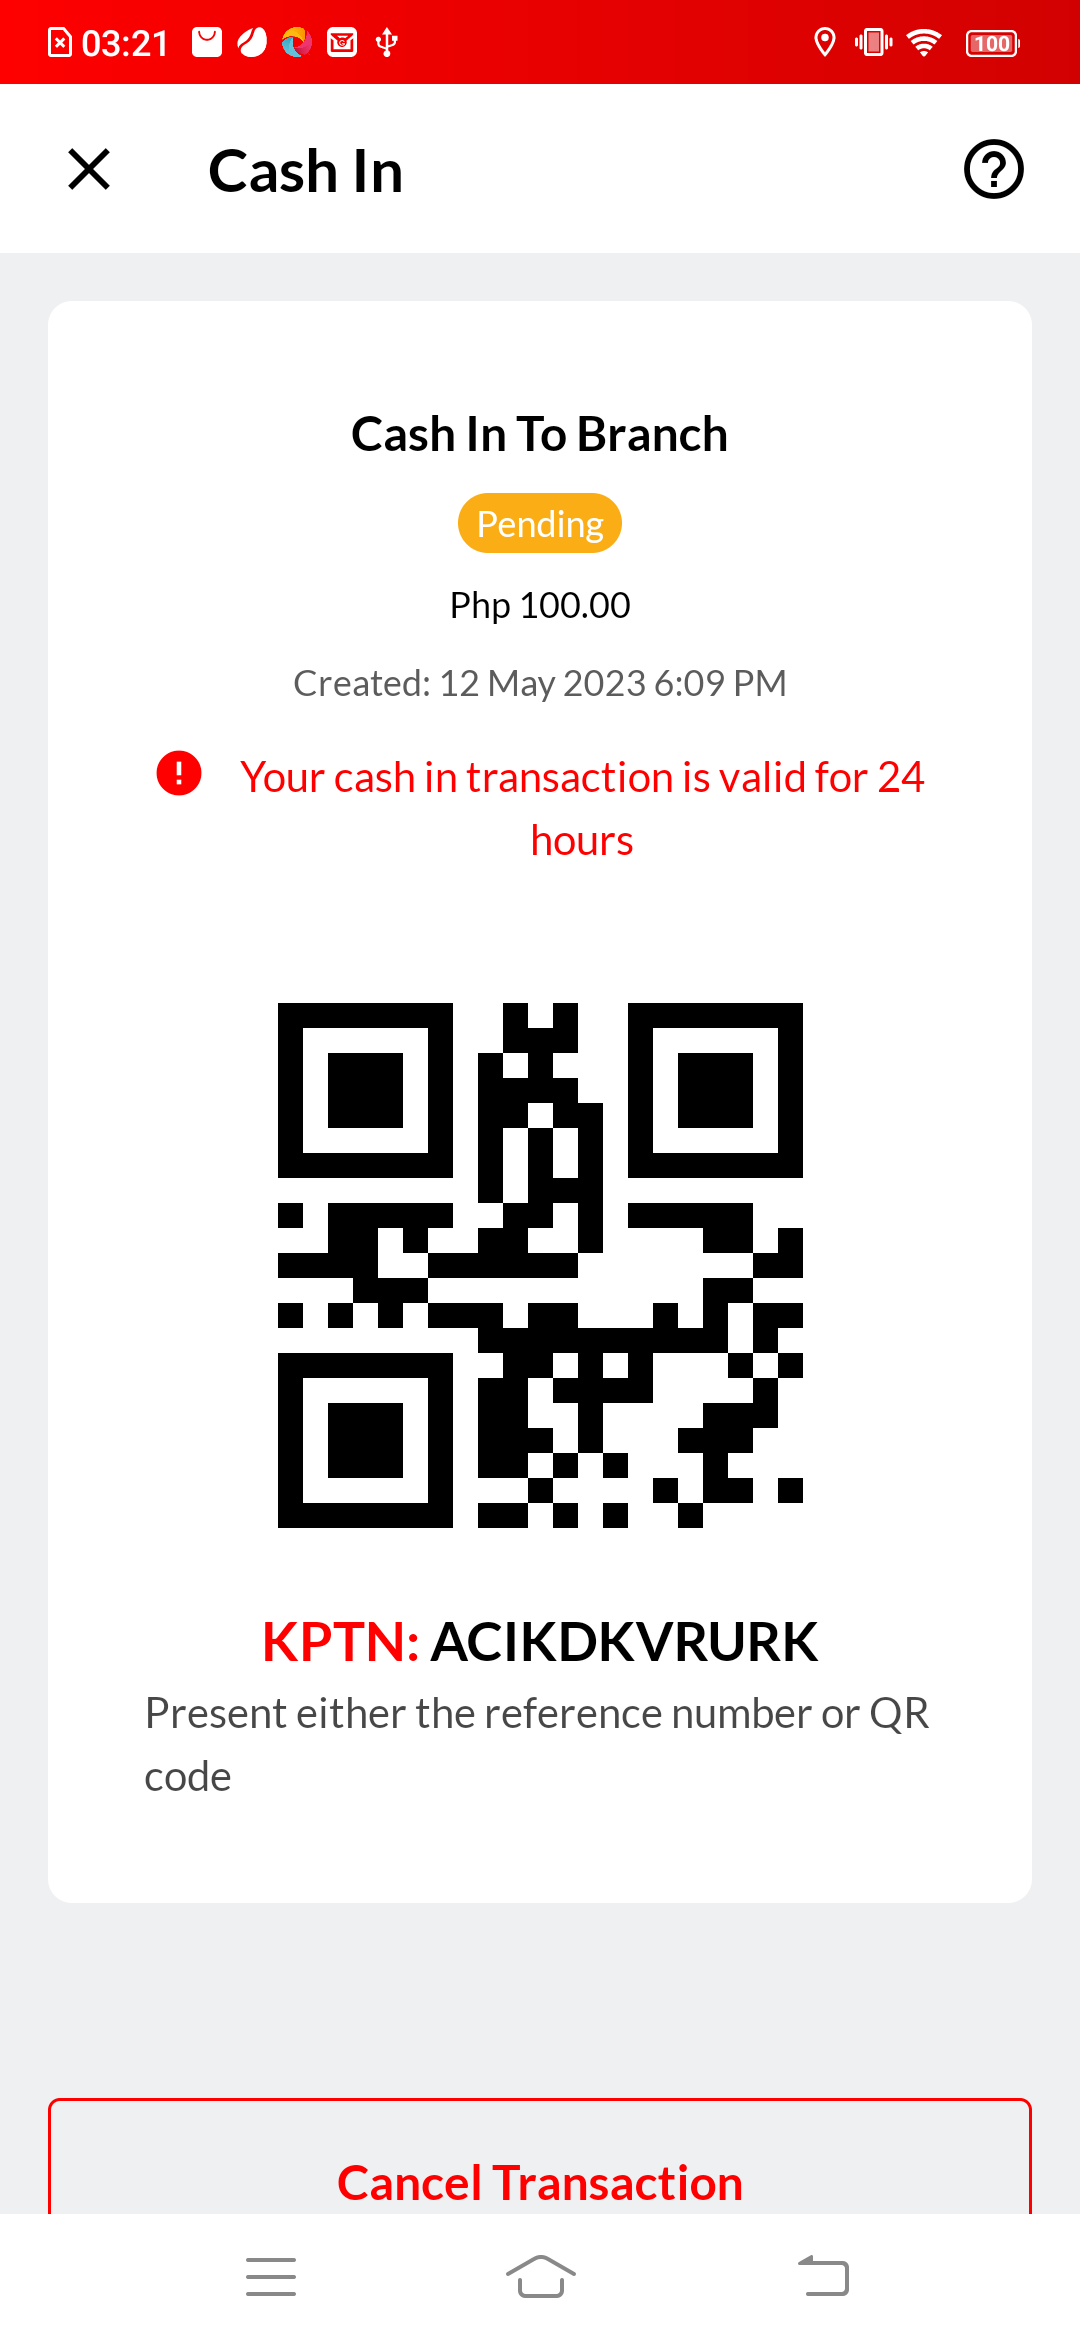 03:21
100
Cash In
Cash In To Branch
Pending
Php 100.00
Created: 12 May 2023 6:09 PM
Your cash in transaction is valid for 24
hours
KPTN: ACIKDKVRURK
Present either the reference number or QR
code
Cancel Transaction